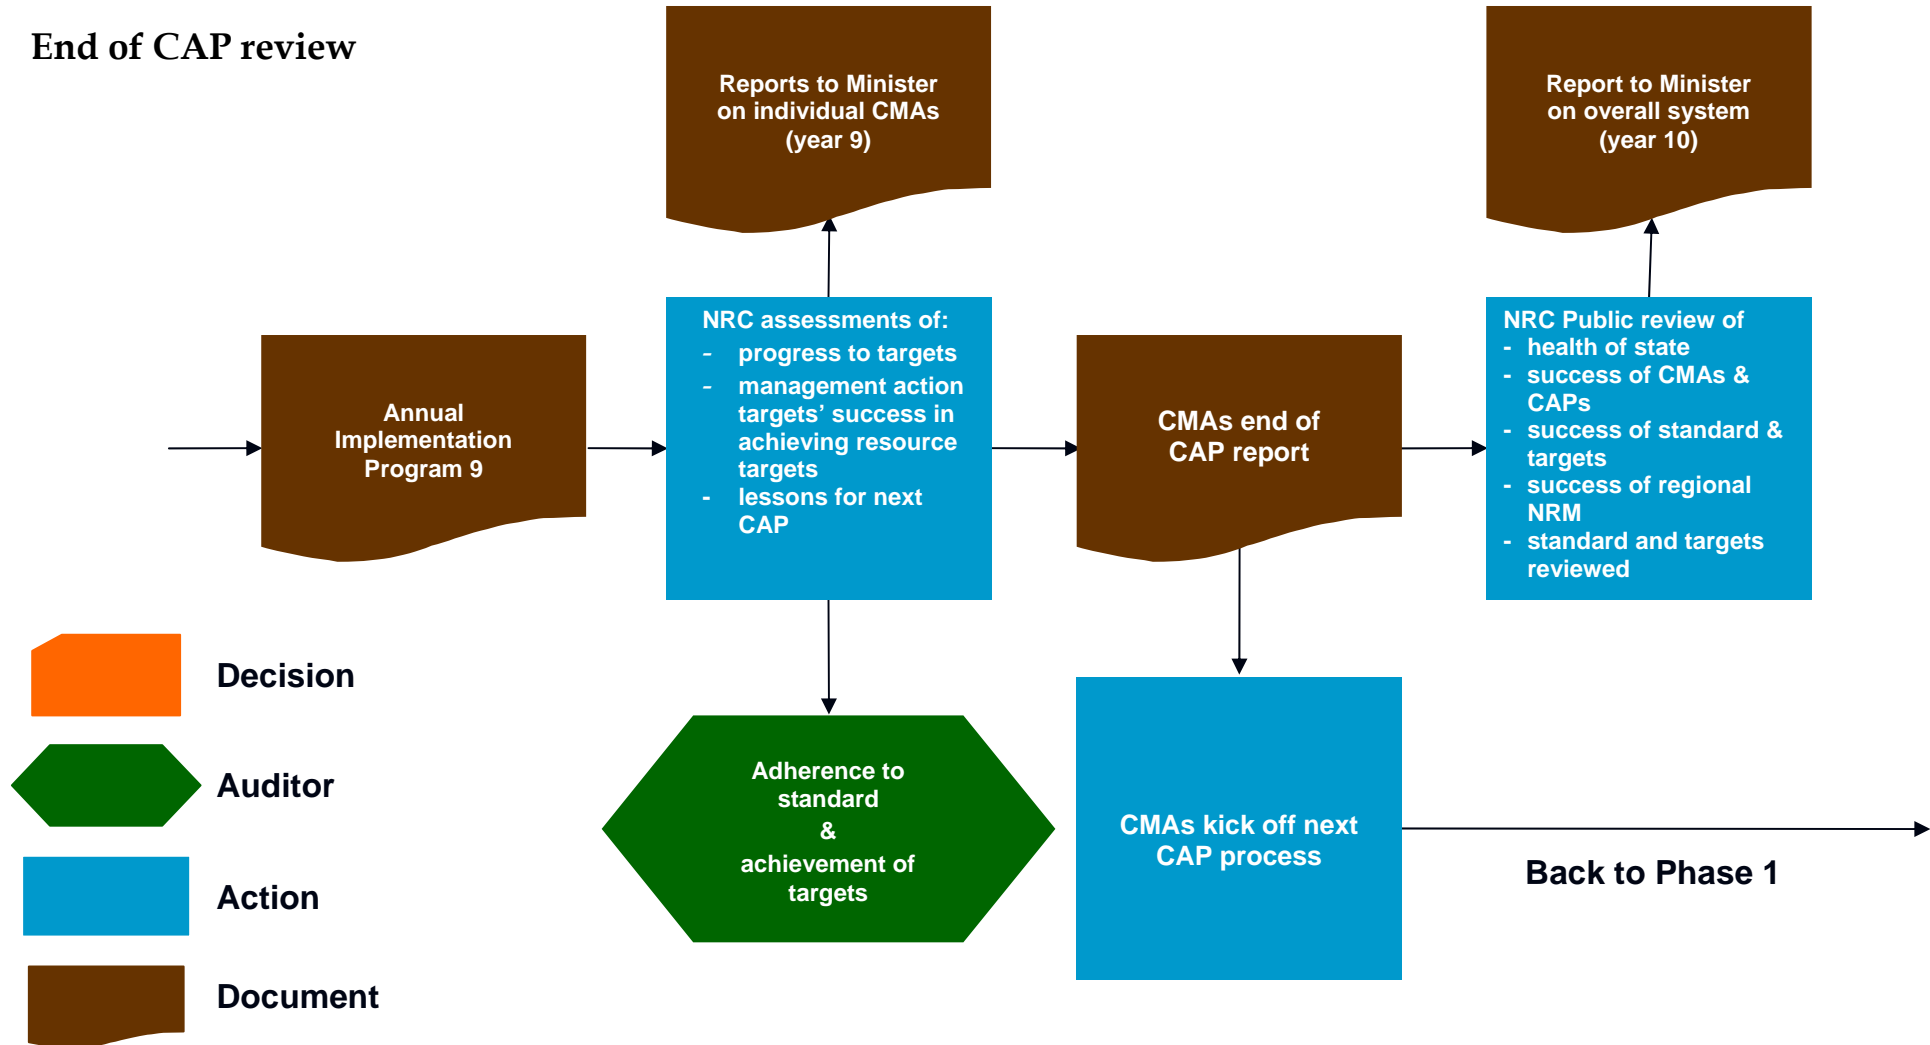 End of CAP review
Reports to Minister
on individual CMAs
(year 9)
Report to Minister
on overall system
(year 10)
Annual
Implementation
Program 9
NRC assessments of:
- progress to targets
- management action
targets’ success in
achieving resource
targets
- lessons for next
CAP
CMAs end of
CAP report
NRC Public review of
- health of state
- success of CMAs &
CAPs
- success of standard &
targets
- success of regional
NRM
- standard and targets
reviewed
Decision
Auditor
Action
Document
Adherence to
standard
&
achievement of
targets
CMAs kick off next
CAP process
Back to Phase 1